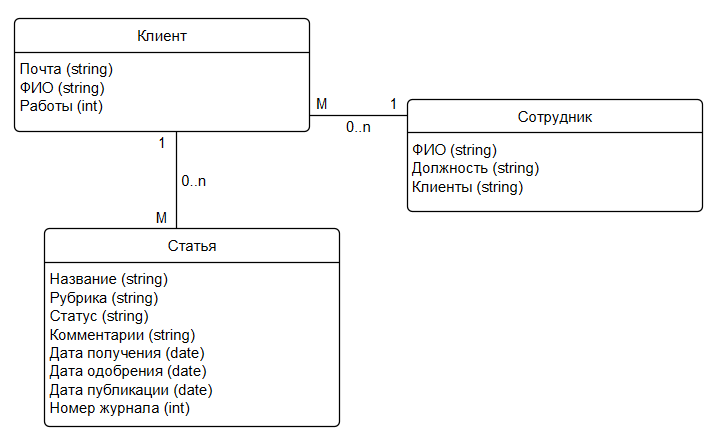 Клиент
Почта (string)
ФИО (string)
Работы (int)
M
1
0..n
Сотрудник
ФИО (string)
Должность (string)
Клиенты (string)
1
0..n
M
Статья
Название (string)
Рубрика (string)
Статус (string)
Комментарии (string)
Дата получения (date)
Дата одобрения (date)
Дата публикации (date)
Номер журнала (int)